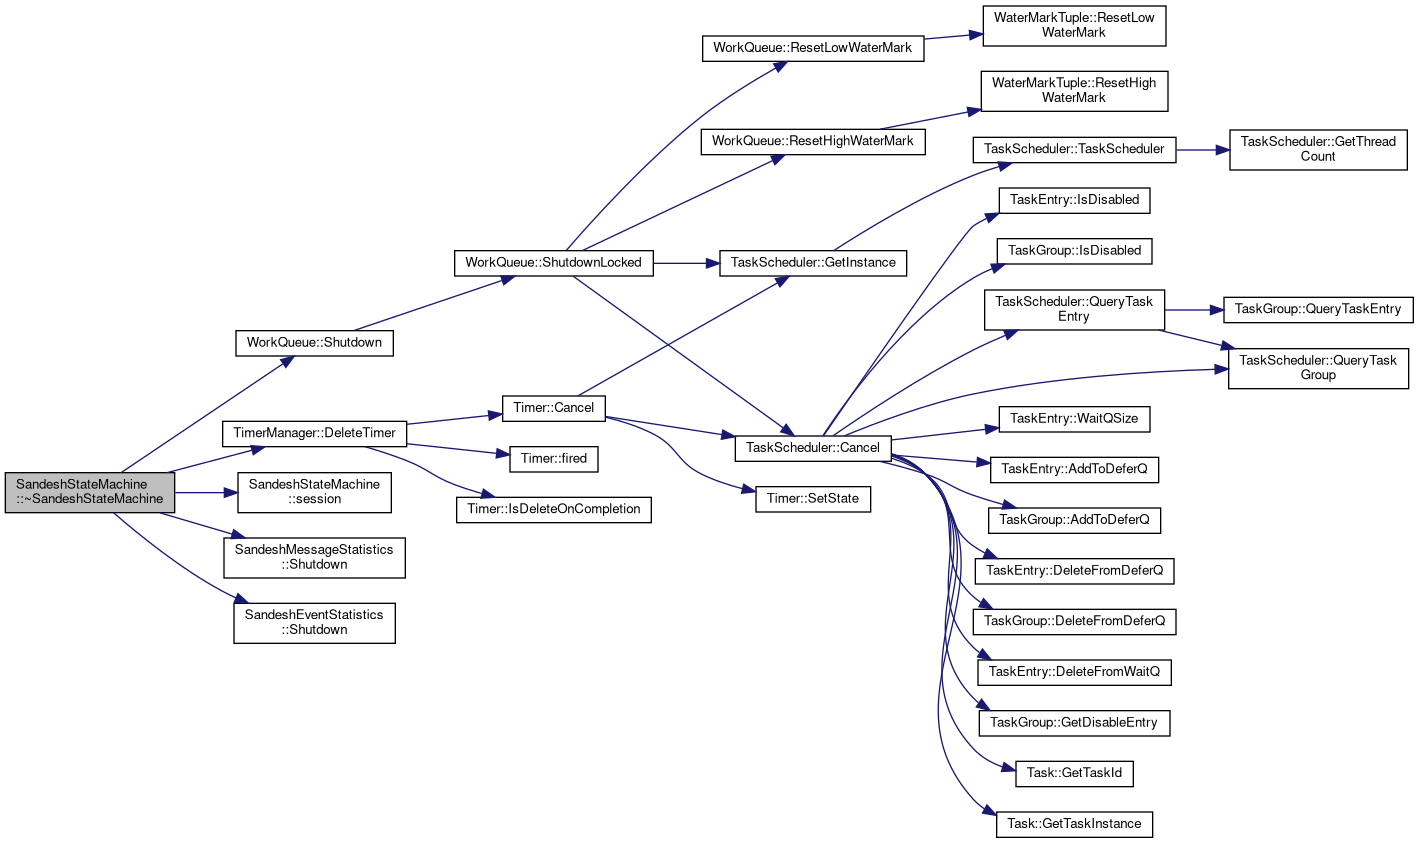 SandeshStateMachine
::~SandeshStateMachine
WorkQueue::Shutdown
TimerManager::DeleteTimer
SandeshStateMachine
::session
SandeshMessageStatistics
::Shutdown
SandeshEventStatistics
::Shutdown
WorkQueue::ShutdownLocked
Timer::Cancel
Timer::fired
Timer::IsDeleteOnCompletion
WorkQueue::ResetLowWaterMark
WorkQueue::ResetHighWaterMark
TaskScheduler::GetInstance
TaskScheduler::Cancel
Timer::SetState
WaterMarkTuple::ResetLow
WaterMark
WaterMarkTuple::ResetHigh
WaterMark
TaskScheduler::TaskScheduler
TaskEntry::IsDisabled
TaskGroup::IsDisabled
TaskScheduler::QueryTask
Entry
TaskEntry::WaitQSize
TaskEntry::AddToDeferQ
TaskGroup::AddToDeferQ
TaskEntry::DeleteFromDeferQ
TaskGroup::DeleteFromDeferQ
TaskEntry::DeleteFromWaitQ
TaskGroup::GetDisableEntry
Task::GetTaskId
Task::GetTaskInstance
TaskScheduler::GetThread
Count
TaskGroup::QueryTaskEntry
TaskScheduler::QueryTask
Group